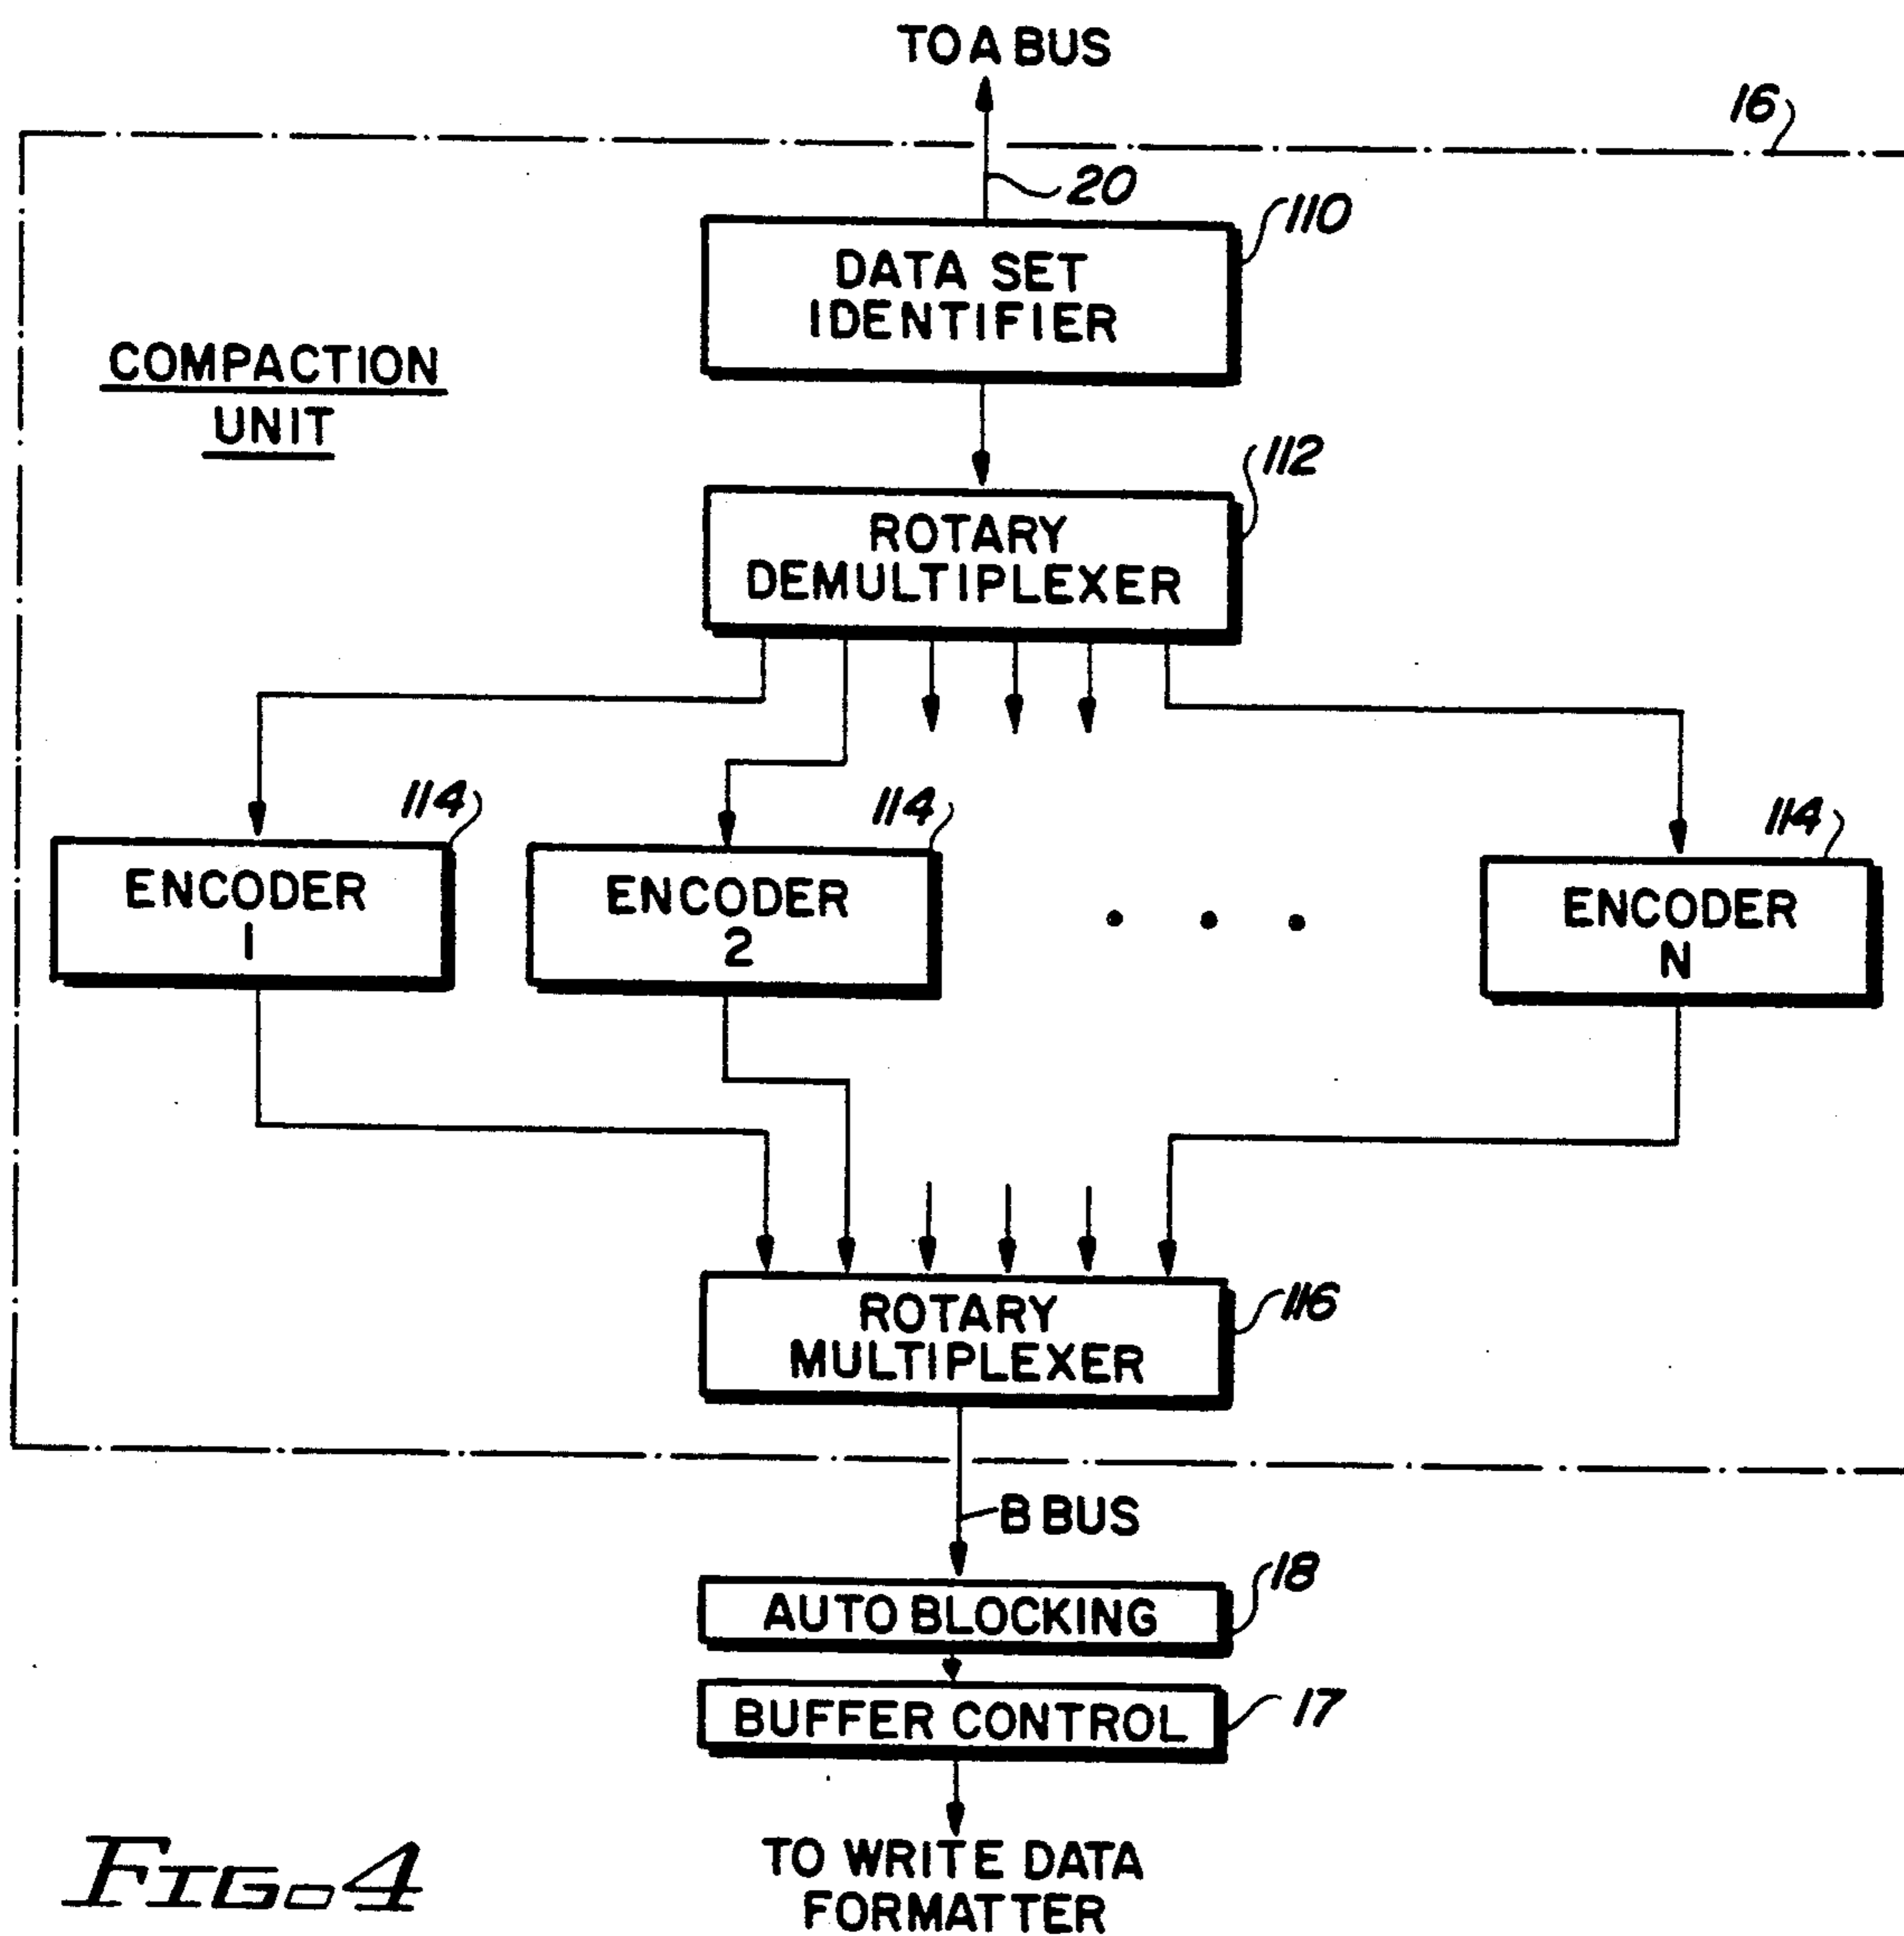 TO A BUS
16
20
110
DATA SET
IDENTIFIER
COMPACTION
UNIT
112
ROTARY
DEMULTIPLEXER
114
114
114
ENCODER
1
ENCODER
2
ENCODER
N
ROTARY
MULTIPLEXER
116
B BUS
18
AUTO BLOCKING
BUFFER CONTROL
17
TO WRITE DATA
FORMATTER
FIG. 4